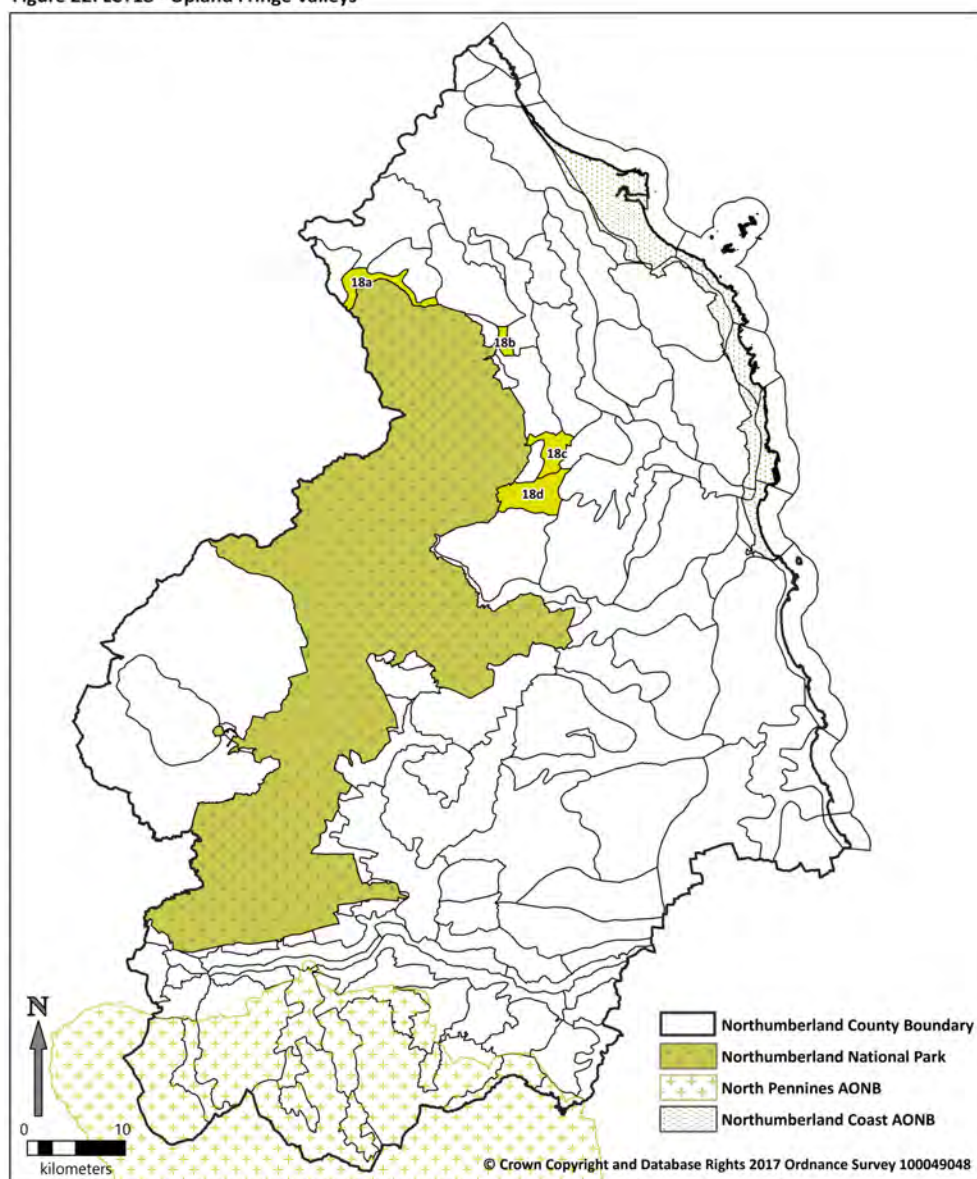 Figure 22: LCT18 - Upland Fringe Valleys
18a
18b
18c
18d
N
0 10
kilometers
Northumberland County Boundary
Northumberland National Park
North Pennines AONB
Northumberland Coast AONB
© Crown Copyright and Database Rights 2017 Ordnance Survey 100049048